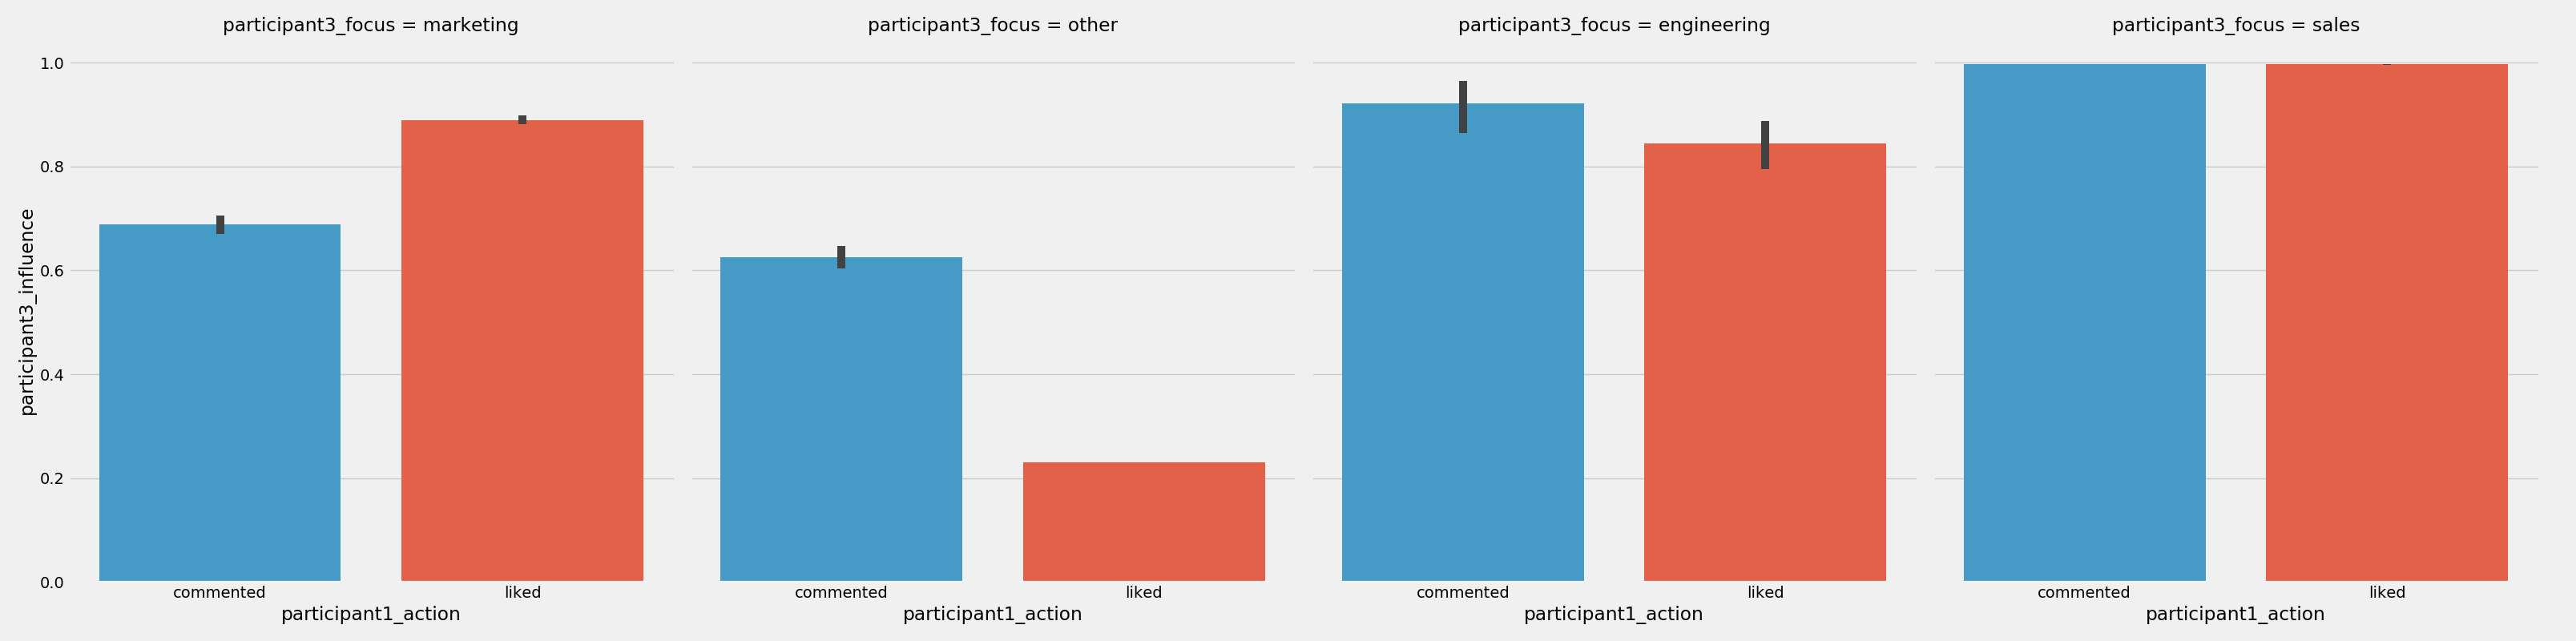 participant3_focus = marketing
participant3_focus = other
participant3_focus = engineering
participant3_focus = sales
participant3_influence
1.0
0.8
0.6
0.4
0.2
0.0
commented liked
commented liked
commented liked
commented liked
participant1_action
participant1_action
participant1_action
participant1_action